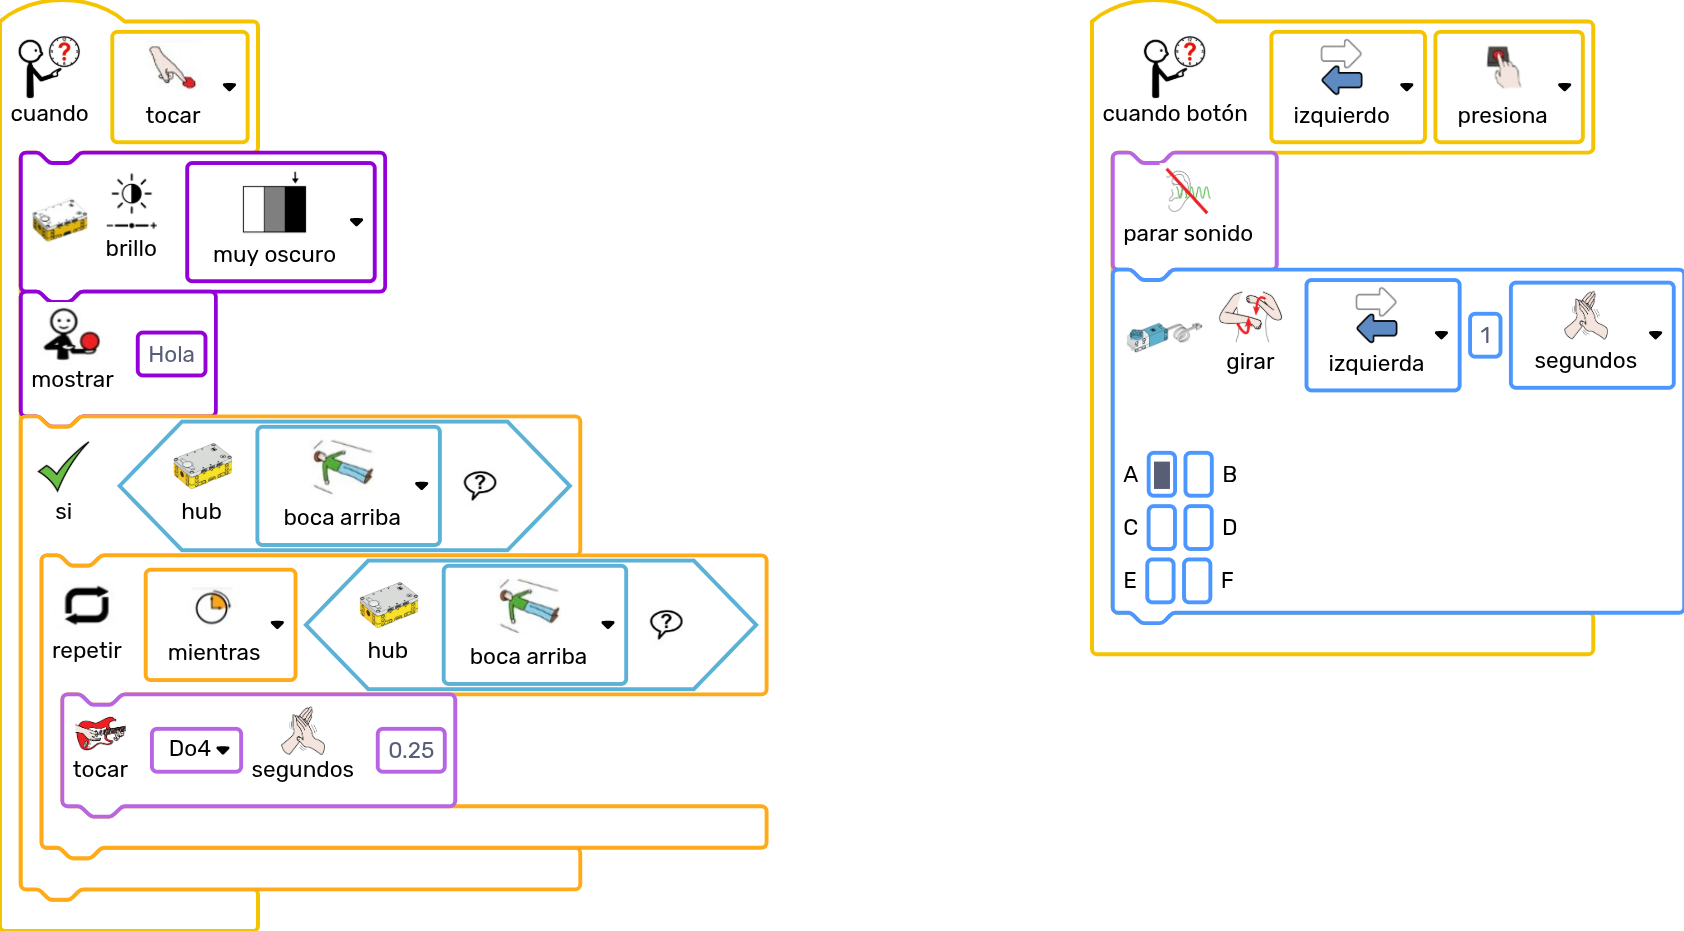 cuando tocar
brillo muy oscuro
mostrar Hola
si hub boca arriba ?
repetir mientras hub boca arriba ?
tocar Do4 segundos 0.25
cuando botón izquierdo presiona
parar sonido
girar izquierda 1 segundos
A B
C D
E F